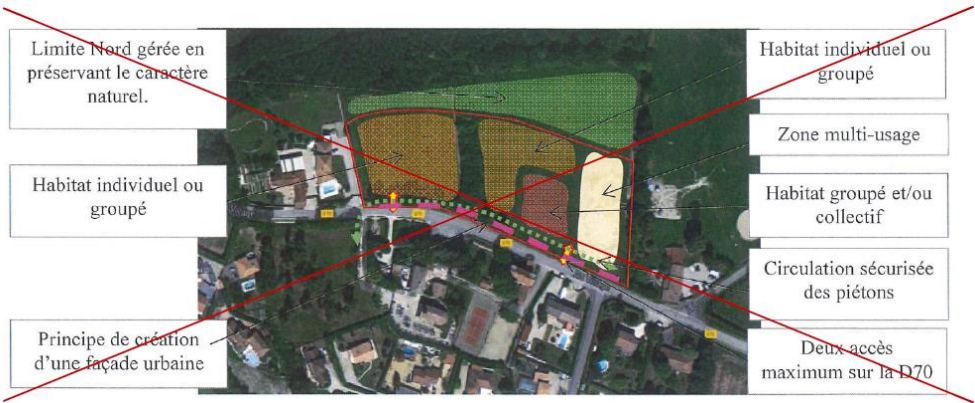 Limite Nord gérée en
préservant le caractère
naturel.
Habitat individuel ou
groupé
Principe de création
d'une façade urbaine
Habitat individuel ou
groupé
Zone multi-usage
Habitat groupé et/ou
collectif
Circulation sécurisée
des piétons
Deux accès
maximum sur la D70